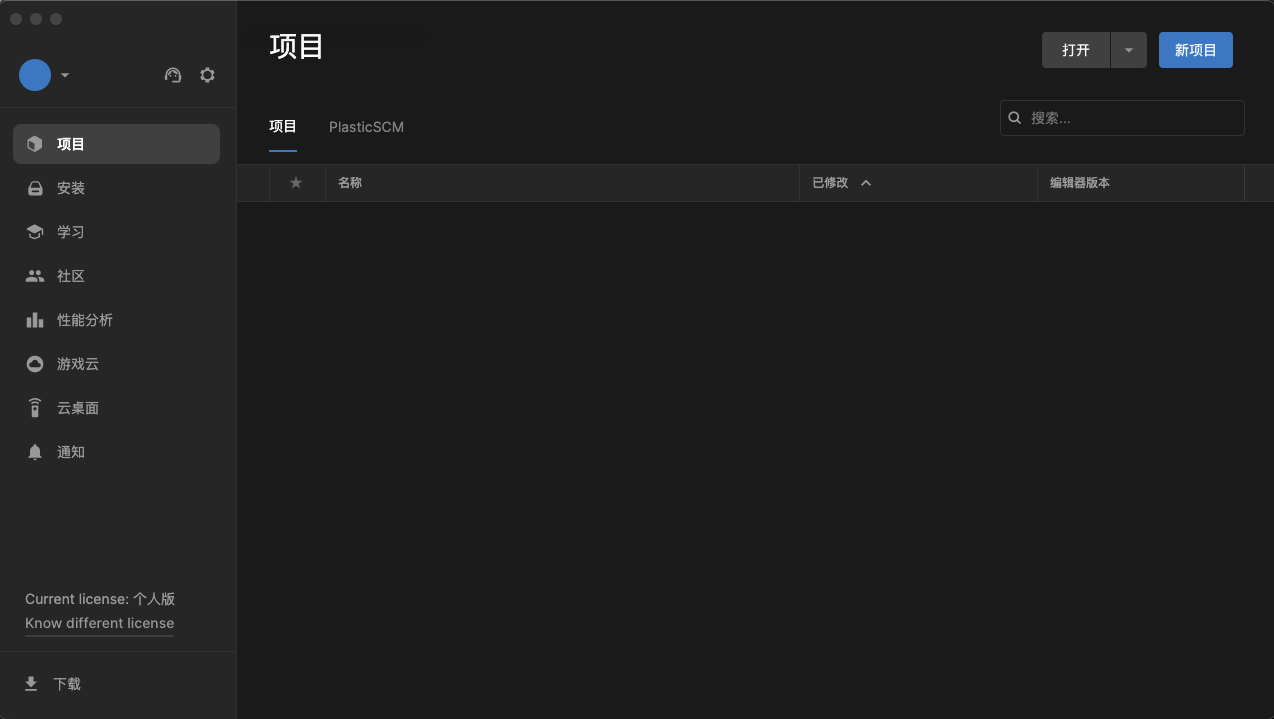 项目
打开
新项目
项目
PlasticSCM
搜索...
名称
已修改
编辑器版本
项目
安装
学习
社区
性能分析
游戏云
云桌面
通知
Current license: 个人版
Know different license
下载